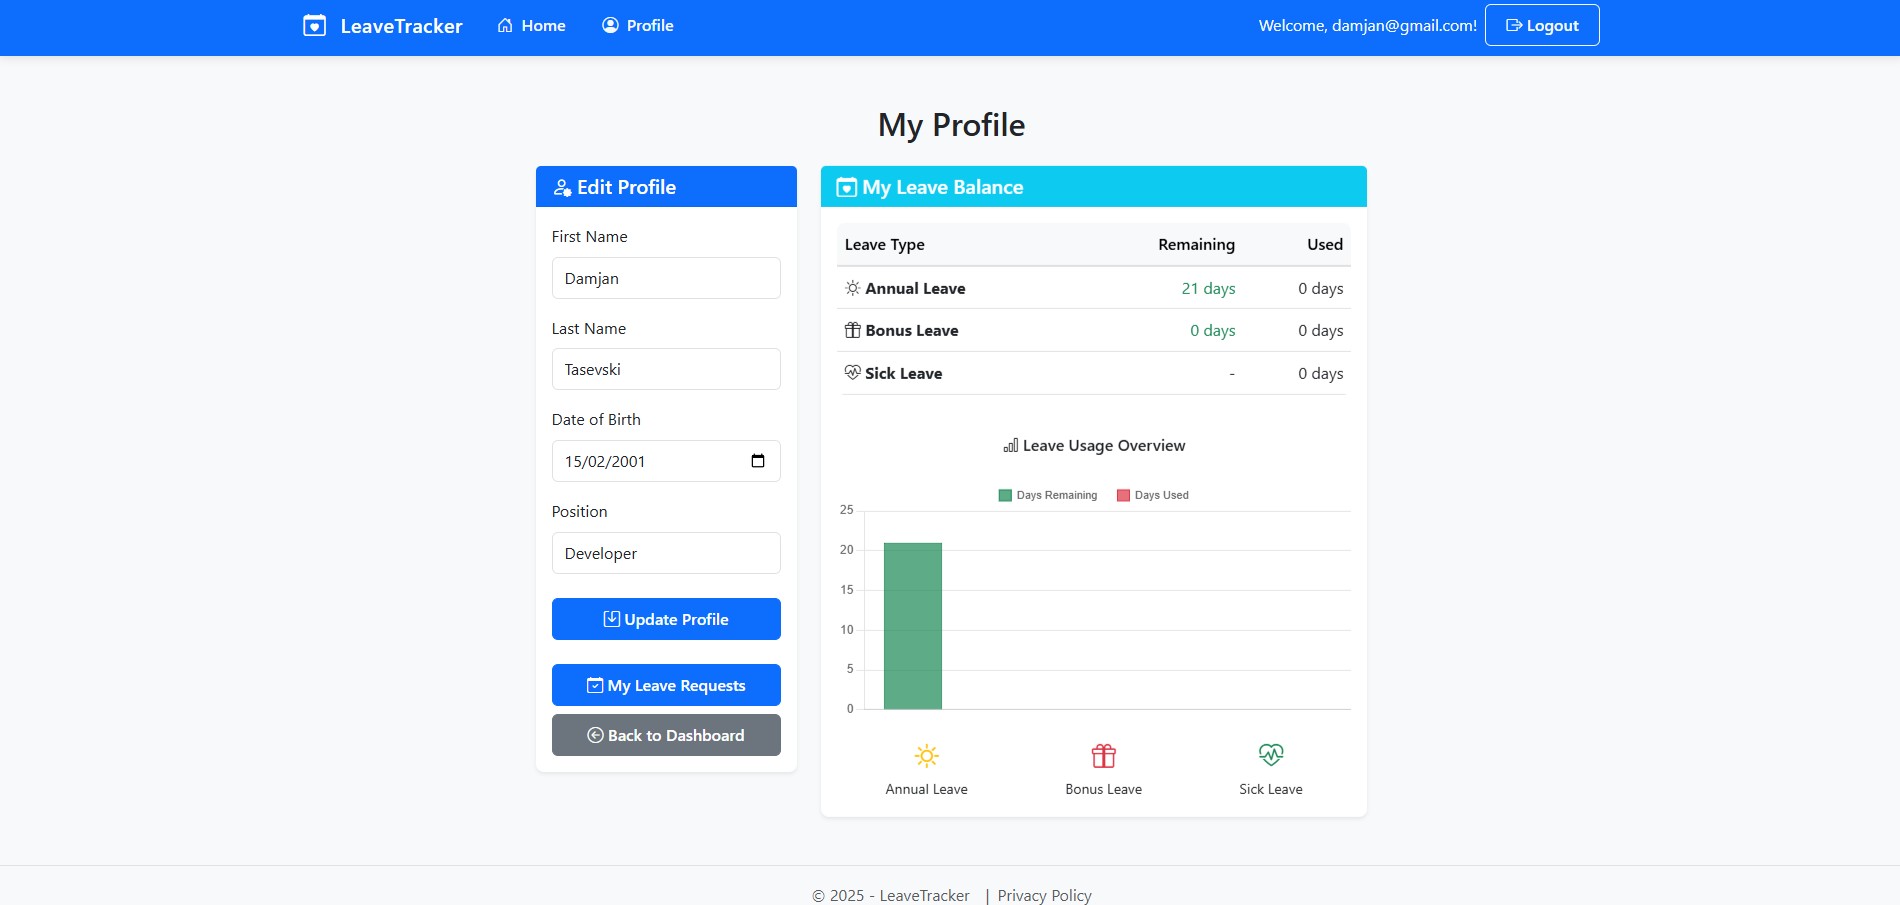 LeaveTracker Home Profile Welcome, damjan@gmail.com! Logout
My Profile
Edit Profile
First Name
Damjan
Last Name
Tasevski
Date of Birth
15/02/2001
Position
Developer
Update Profile
My Leave Requests
Back to Dashboard
My Leave Balance
Leave Type Remaining Used
Annual Leave 21 days 0 days
Bonus Leave 0 days 0 days
Sick Leave - 0 days
Leave Usage Overview
Days Remaining Days Used
25
20
15
10
5
0
Annual Leave Bonus Leave Sick Leave
© 2025 - LeaveTracker | Privacy Policy